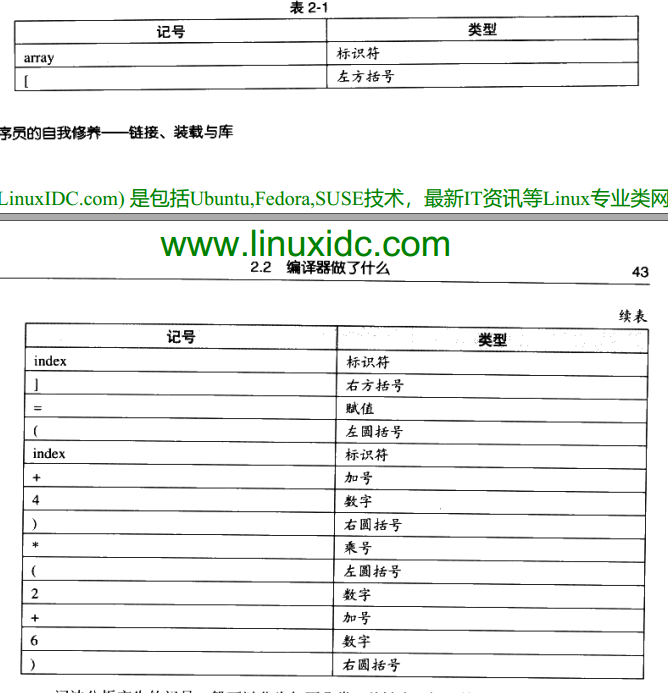 表 2-1
记号 类型
array 标识符
[ 左方括号
序员的自我修养——链接、装载与库
LinuxIDC.com) 是包括Ubuntu,Fedora,SUSE技术，最新IT资讯等Linux专业类网
www.linuxidc.com
2.2 编译器做了什么 43
续表
记号 类型
index 标识符
] 右方括号
= 赋值
( 左圆括号
index 标识符
+ 加号
4 数字
) 右圆括号
* 乘号
( 左圆括号
2 数字
+ 加号
6 数字
) 右圆括号